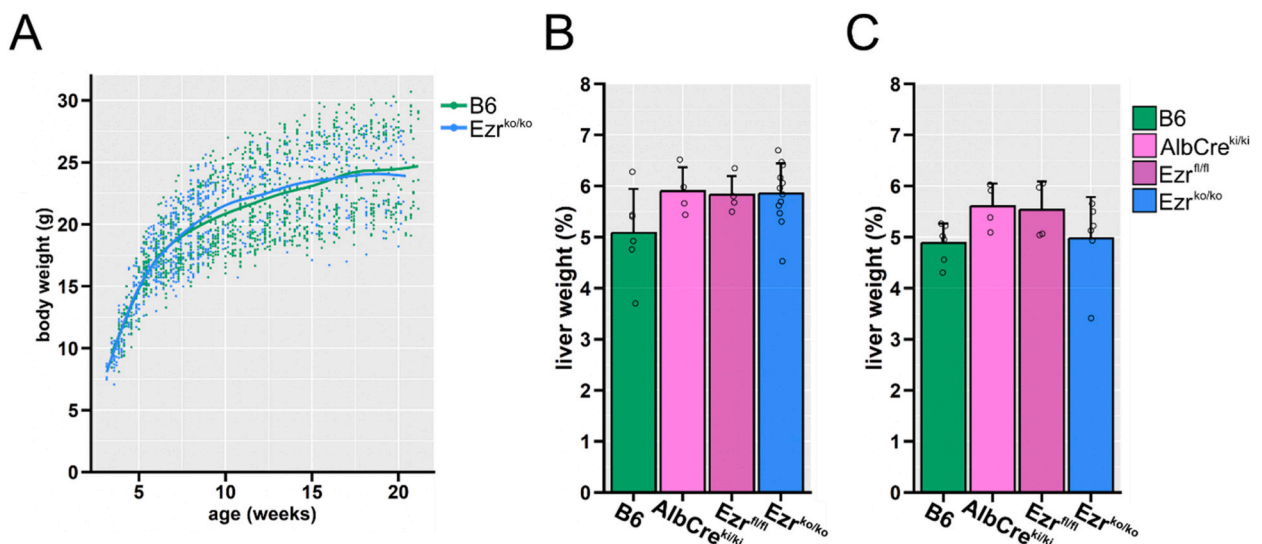 A
B
C
body weight (g)
30
25
20
15
10
5
0
5
10
15
20
age (weeks)
B6
Ezr^ko/ko
liver weight (%)
8
7
6
5
4
3
2
1
0
B6
AlbCre^ki/ki
Ezr^fl/fl
Ezr^ko/ko
liver weight (%)
8
7
6
5
4
3
2
1
0
B6
AlbCre^ki/ki
Ezr^fl/fl
Ezr^ko/ko
B6
AlbCre^ki/ki
Ezr^fl/fl
Ezr^ko/ko